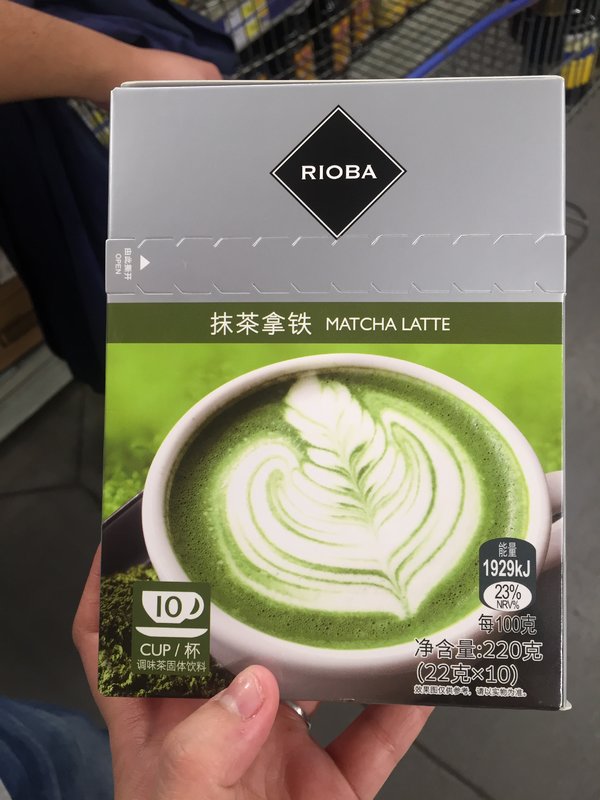 RIOBA
由此撕开
OPEN
抹茶拿铁 MATCHA LATTE
能量
1929kJ
23%
NRV%
每100克
净含量:220克
(22克×10)
效果图仅供参考，请以实物为准。
10
CUP / 杯
调味茶固体饮料